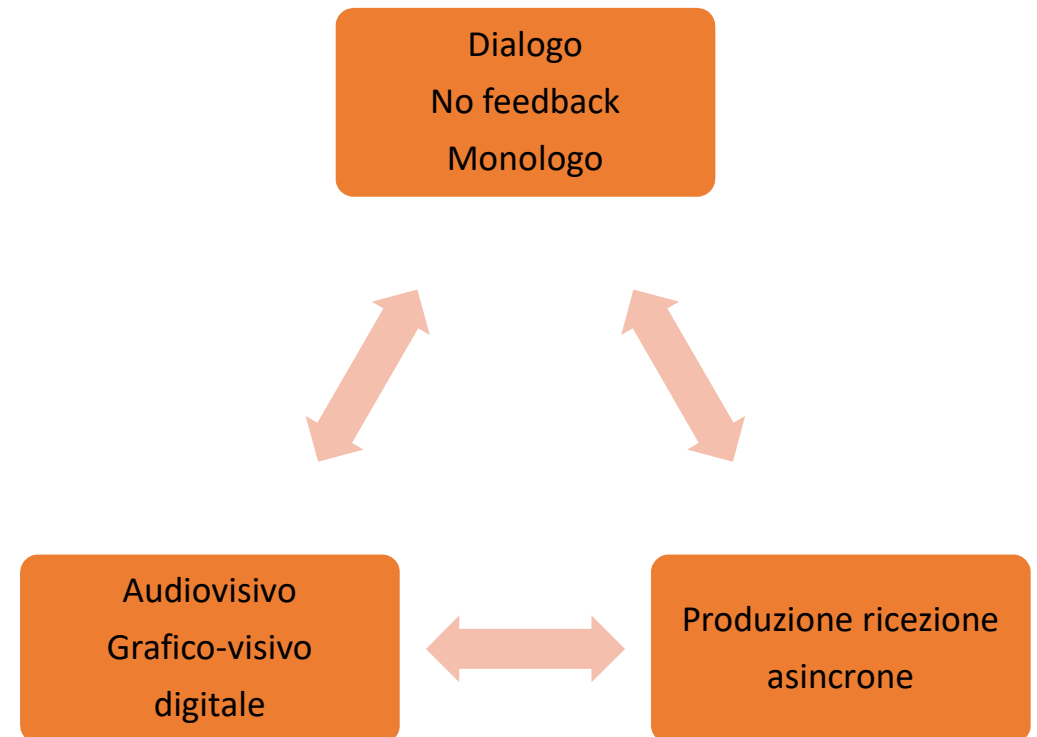 Dialogo
No feedback
Monologo
Audiovisivo
Grafico-visivo
digitale
Produzione ricezione
asincrone